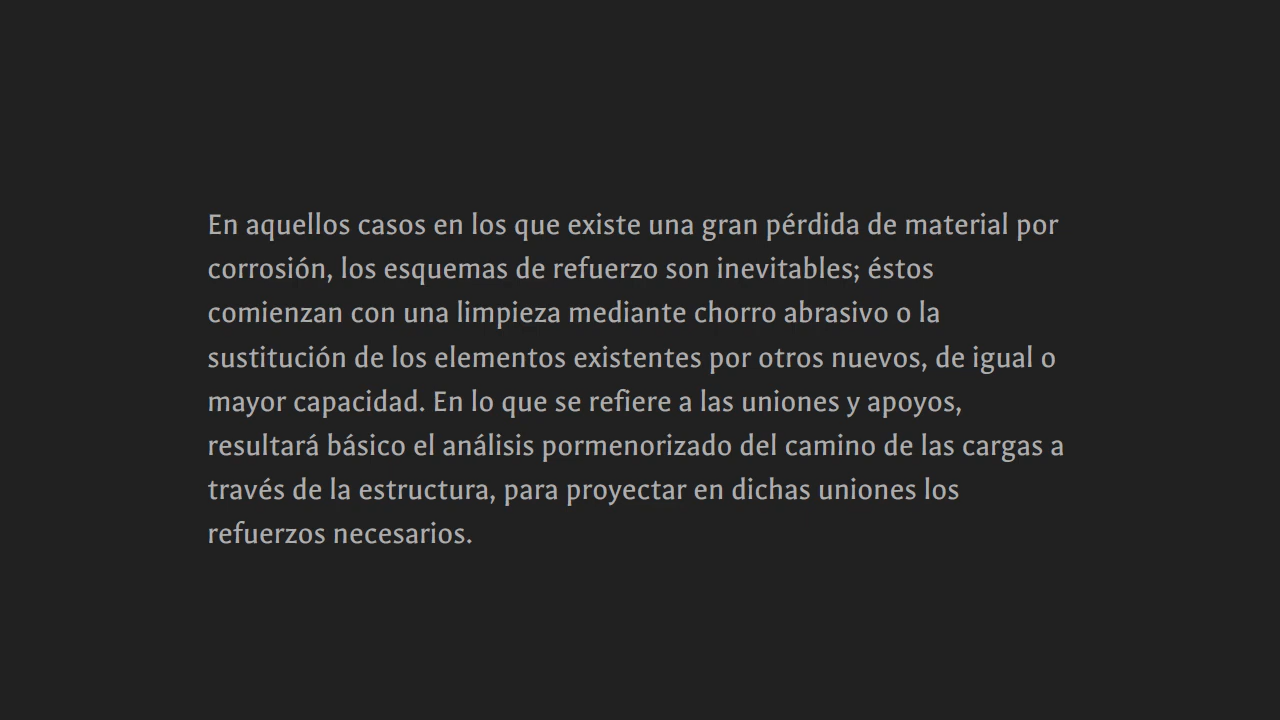 En aquellos casos en los que existe una gran pérdida de material por
corrosión, los esquemas de refuerzo son inevitables; éstos
comienzan con una limpieza mediante chorro abrasivo o la
sustitución de los elementos existentes por otros nuevos, de igual o
mayor capacidad. En lo que se refiere a las uniones y apoyos,
resultará básico el análisis pormenorizado del camino de las cargas a
través de la estructura, para proyectar en dichas uniones los
refuerzos necesarios.